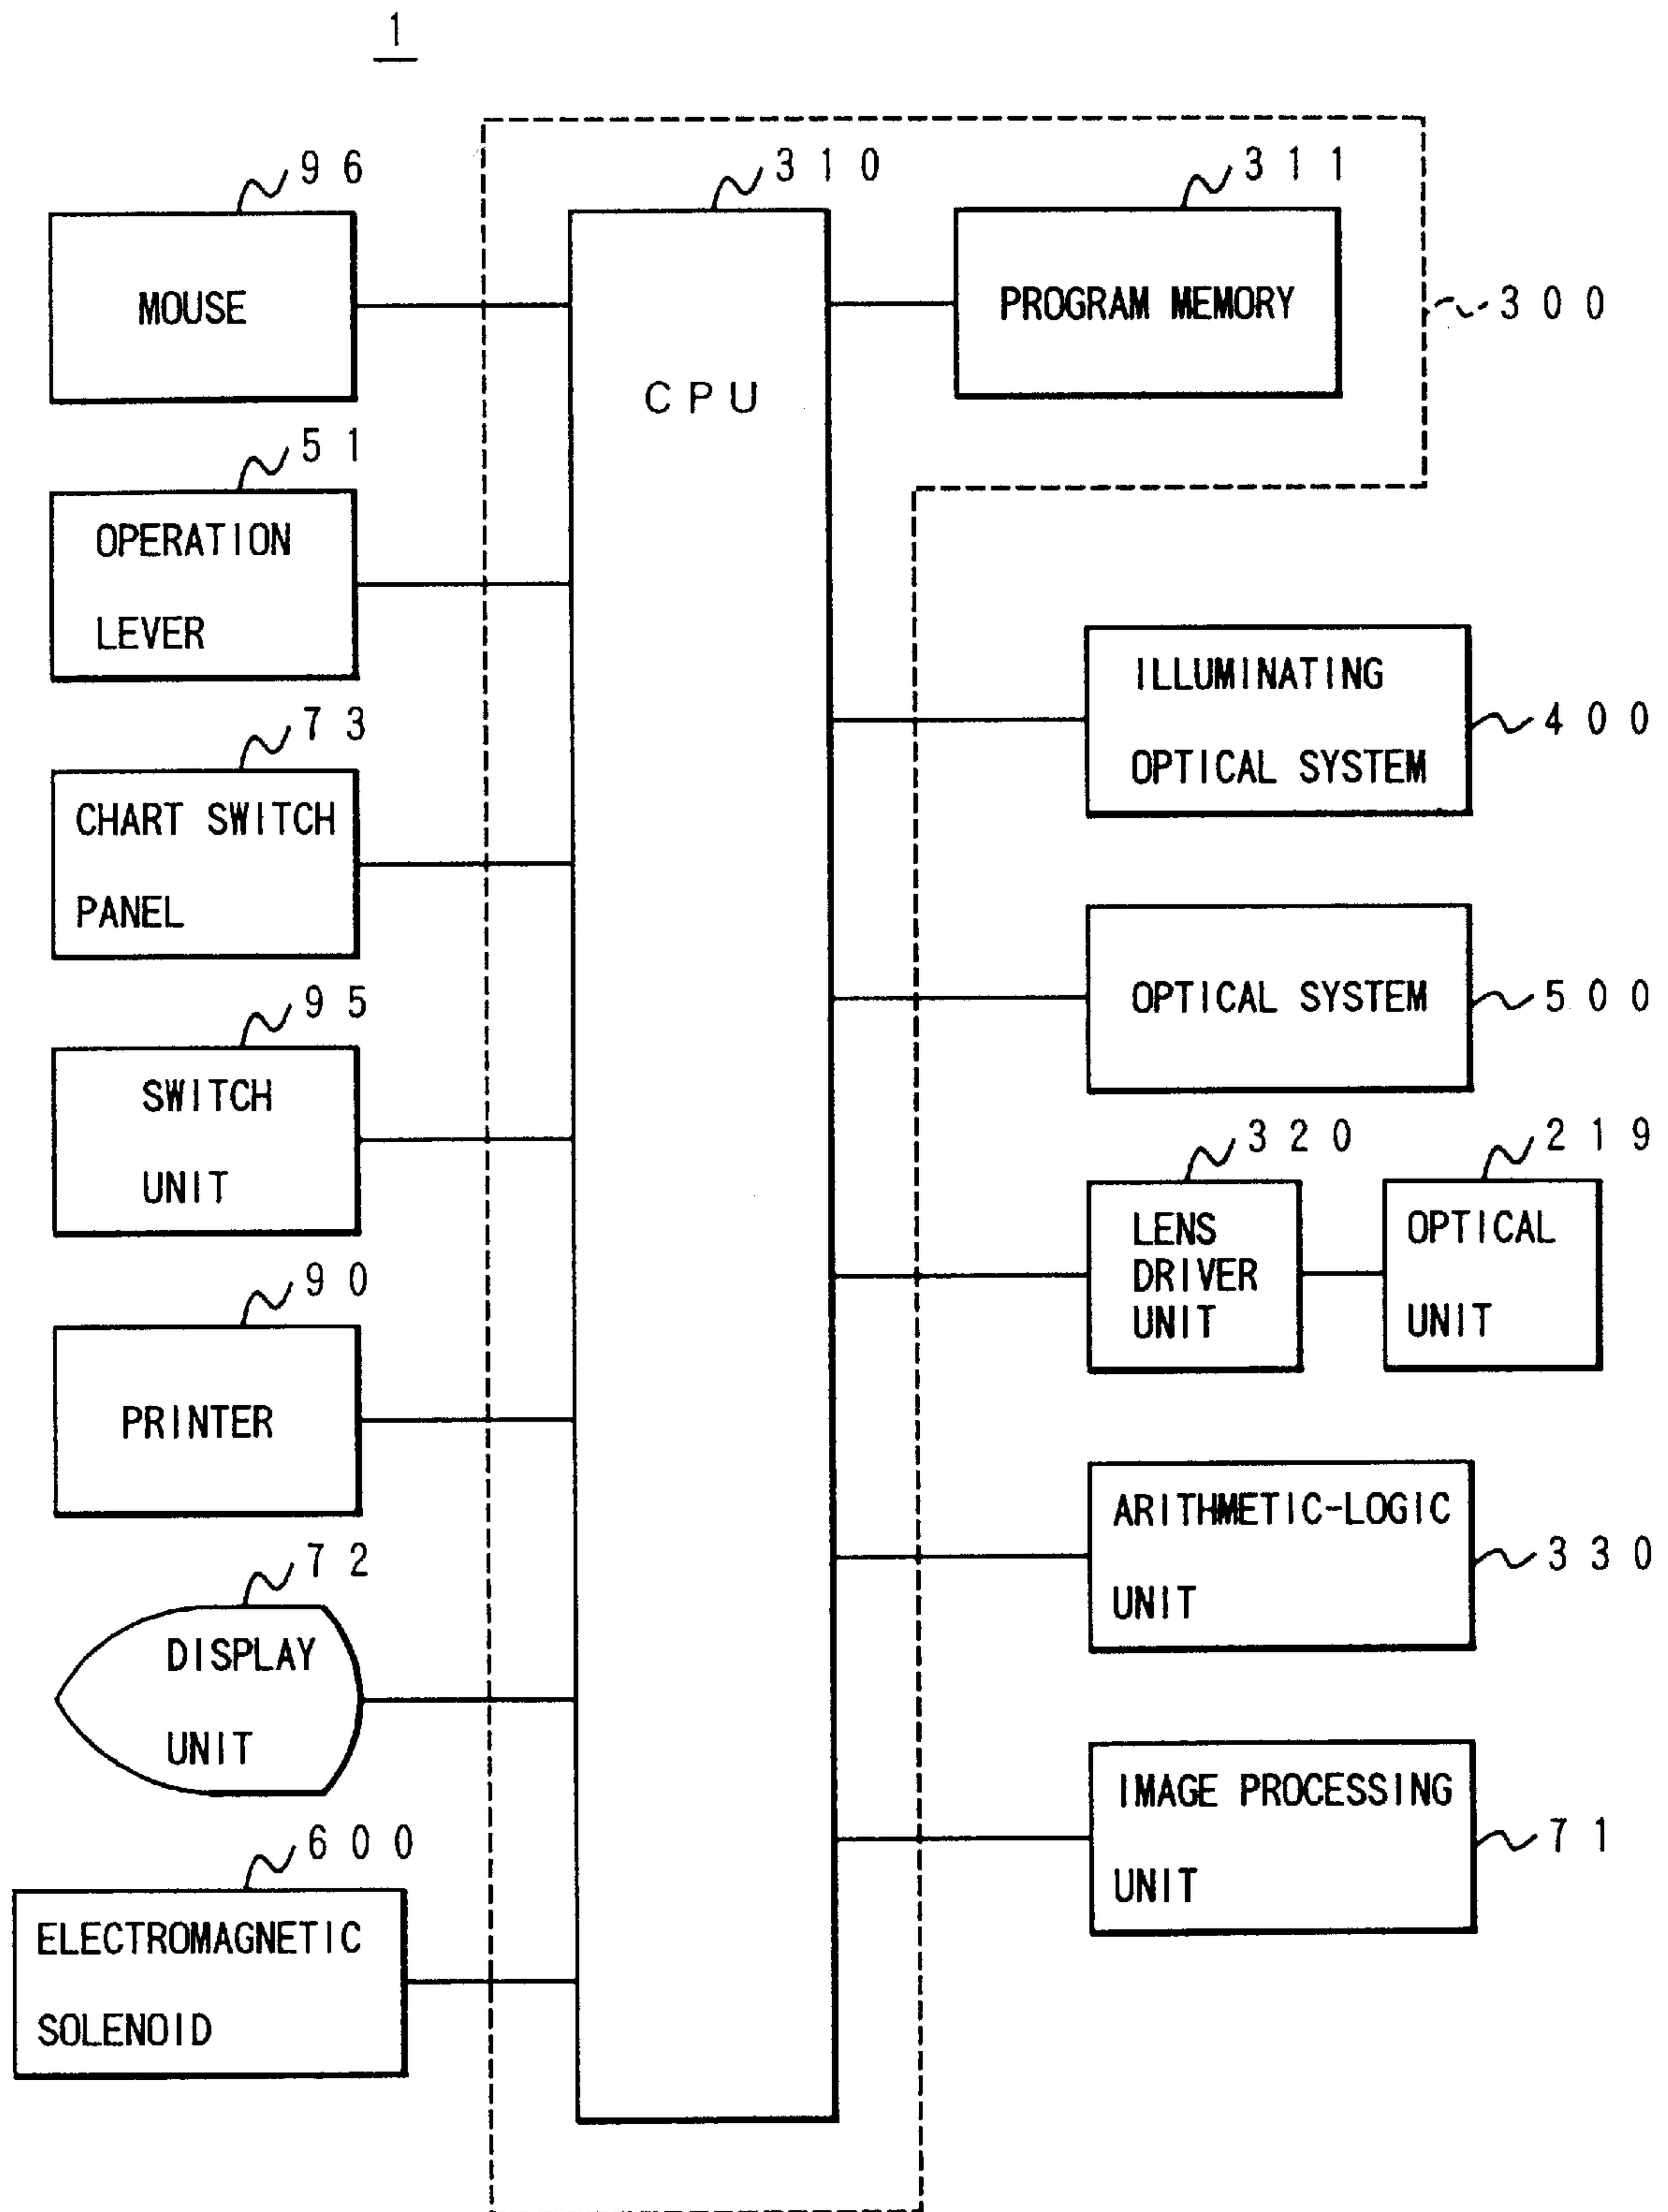 1
96
MOUSE
310
CPU
311
PROGRAM MEMORY
300
51
OPERATION
LEVER
73
CHART SWITCH
PANEL
95
SWITCH
UNIT
90
PRINTER
72
DISPLAY
UNIT
600
ELECTROMAGNETIC
SOLENOID
ILLUMINATING
OPTICAL SYSTEM
400
OPTICAL SYSTEM
500
320
LENS
DRIVER
UNIT
219
OPTICAL
UNIT
ARITHMETIC-LOGIC
UNIT
330
IMAGE PROCESSING
UNIT
71